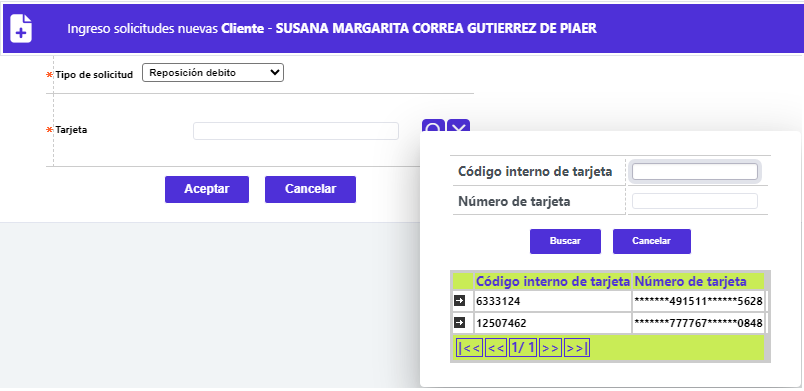 Ingreso solicitudes nuevas Cliente - SUSANA MARGARITA CORREA GUTIERREZ DE PIAER
* Tipo de solicitud Reposición debito
* Tarjeta
Aceptar Cancelar
Código interno de tarjeta
Número de tarjeta
Buscar Cancelar
Código interno de tarjeta Número de tarjeta
6333124 *******491511******5628
12507462 *******777767******0848
|<< << 1/ 1 >> >>|